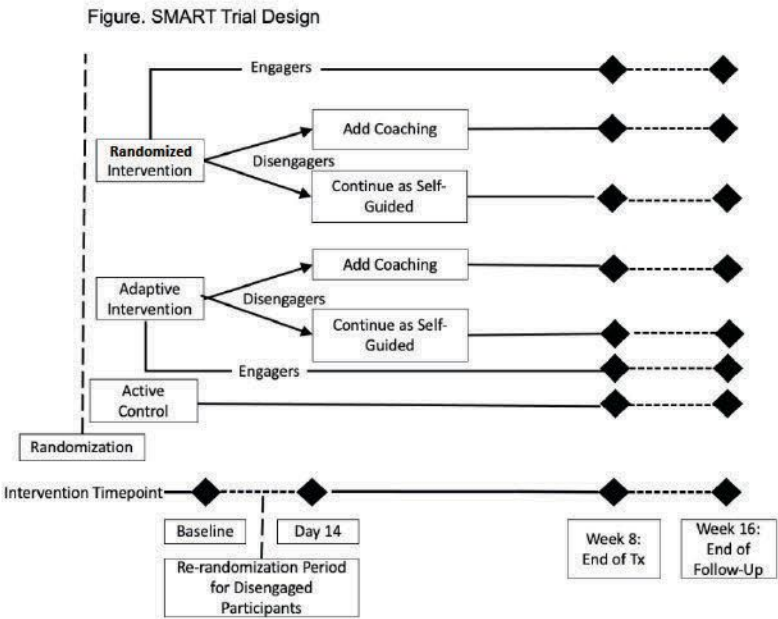 Figure. SMART Trial Design
Engagers
Add Coaching
Randomized
Intervention
Disengagers
Continue as Self-
Guided
Add Coaching
Adaptive
Intervention
Disengagers
Continue as Self-
Guided
Engagers
Active
Control
Randomization
Intervention Timepoint
Baseline
Day 14
Week 8:
End of Tx
Week 16:
End of
Follow-Up
Re-randomization Period
for Disengaged
Participants